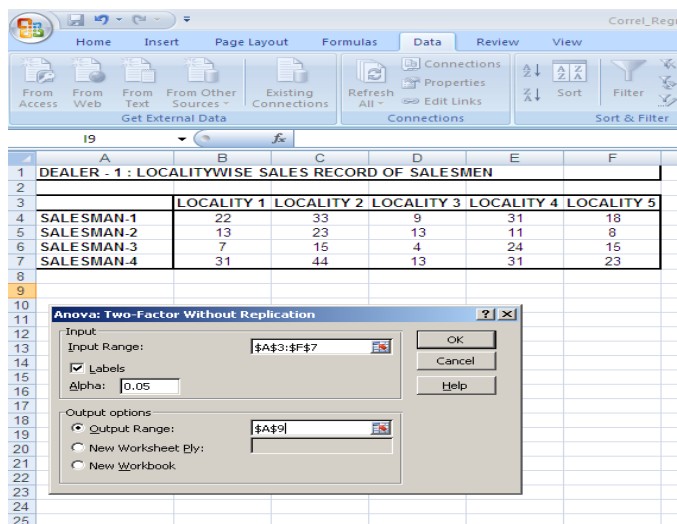 Correl_Regr
Home Insert Page Layout Formulas Data Review View
From Access
From Web
From Text
From Other Sources
Existing Connections
Refresh All
Connections
Properties
Edit Links
Sort
Filter
Get External Data Connections Sort & Filter
I9 fx
A B C D E F
1 DEALER - 1 : LOCALITYWISE SALES RECORD OF SALESMEN
2
3 LOCALITY 1 LOCALITY 2 LOCALITY 3 LOCALITY 4 LOCALITY 5
4 SALESMAN-1 22 33 9 31 18
5 SALESMAN-2 13 23 13 11 8
6 SALESMAN-3 7 15 4 24 15
7 SALESMAN-4 31 44 13 31 23
8
9
10
11
12
13
14
15
16
17
18
19
20
21
22
23
24
25
Anova: Two-Factor Without Replication
Input
Input Range: $A$3:$F$7
Labels
Alpha: 0.05
OK
Cancel
Help
Output options
Output Range: $A$9
New Worksheet Ply:
New Workbook